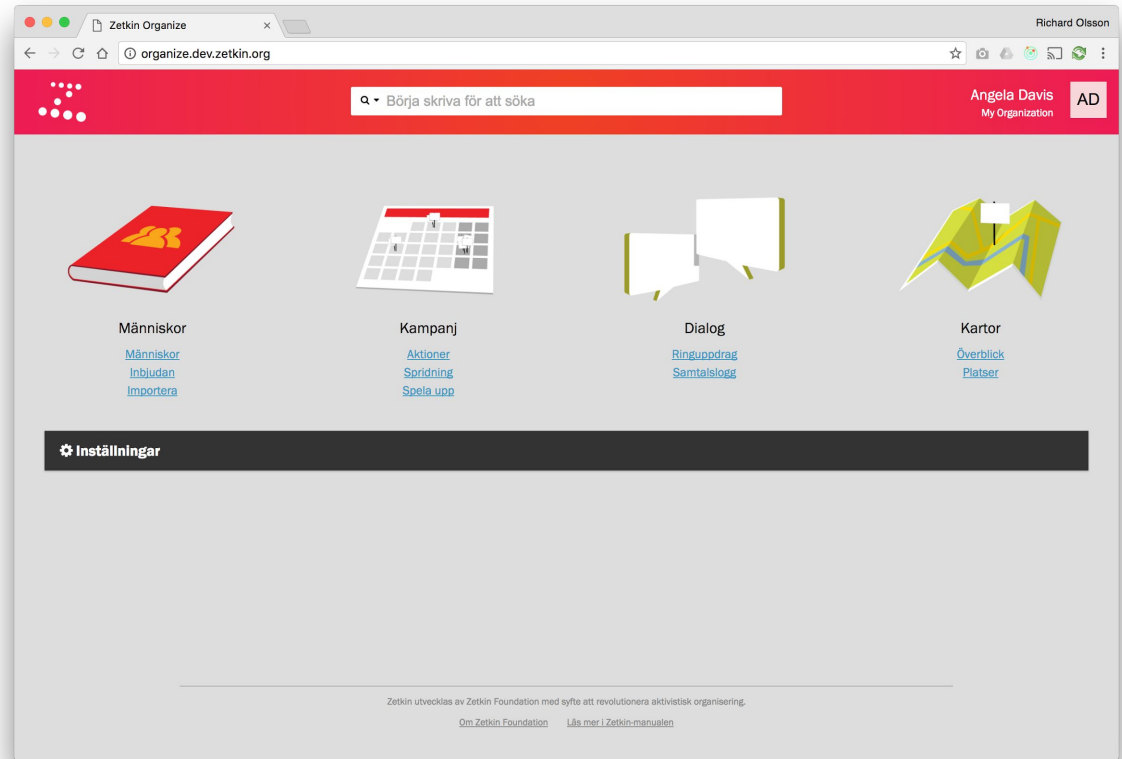 Zetkin Organize
Richard Olsson
organize.dev.zetkin.org
Börja skriva för att söka
Angela Davis
My Organization
AD
Människor
Människor
Inbjudan
Importera
Kampanj
Aktioner
Spridning
Spela upp
Dialog
Ringuppdrag
Samtalslogg
Kartor
Överblick
Platser
Inställningar
Zetkin utvecklas av Zetkin Foundation med syfte att revolutionera aktivistisk organisering.
Om Zetkin Foundation Läs mer i Zetkin-manualen